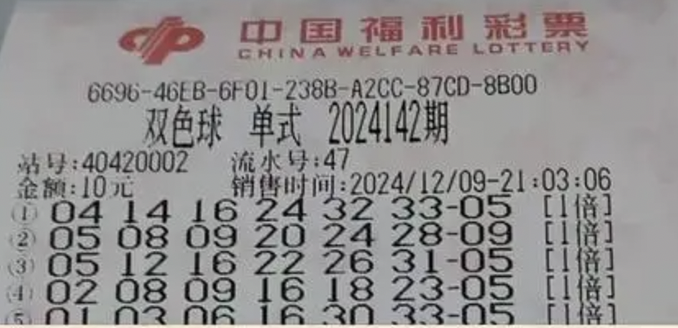 中国福利彩票
CHINA WELFARE LOTTERY
6696-46EB-6F01-238B-A2CC-87CD-8B00
双色球 单式 2024142期
站号:40420002 流水号:47
金额:10元 销售时间:2024/12/09-21:03:06
① 04 14 16 24 32 33-05 [1倍]
② 05 08 09 20 24 28-09 [1倍]
③ 05 12 16 22 26 31-05 [1倍]
④ 02 08 09 16 18 23-05 [1倍]
⑤ 01 03 06 16 30 33-05 [1倍]